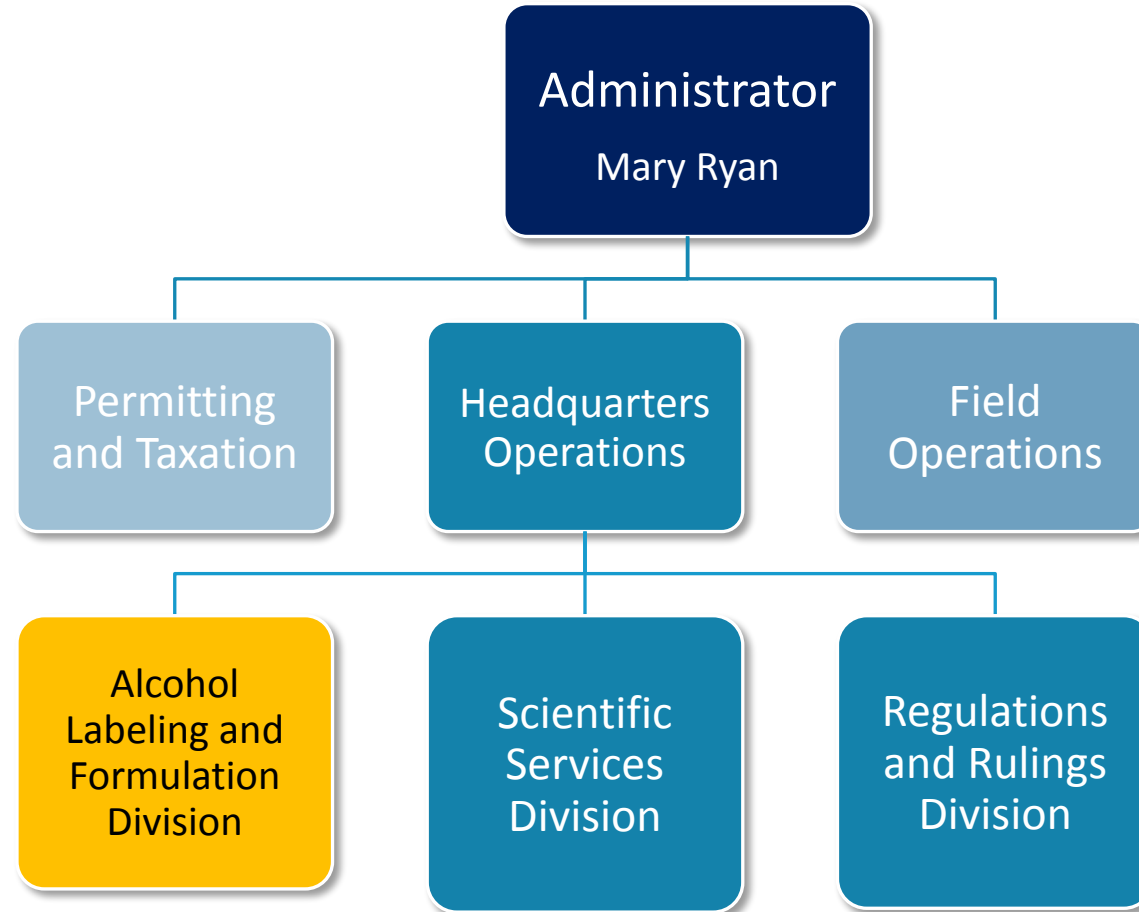 Administrator
Mary Ryan
Permitting
and Taxation
Headquarters
Operations
Field
Operations
Alcohol
Labeling and
Formulation
Division
Scientific
Services
Division
Regulations
and Rulings
Division